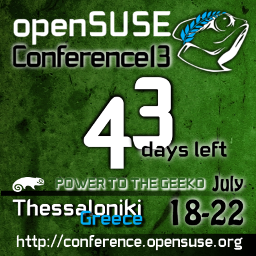 openSUSE
Conference13
43
days left
POWER TO THE GEEKO July
Thessaloniki 18-22
Greece
http://conference.opensuse.org